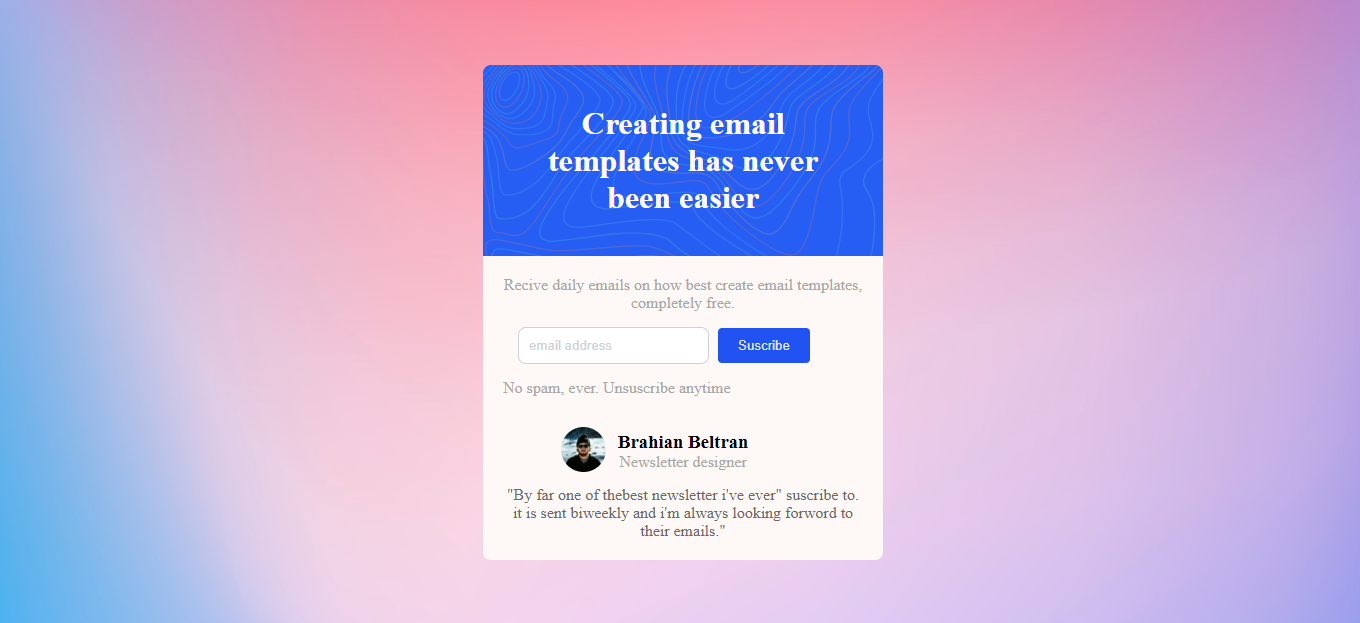 Creating email
templates has never
been easier
Recive daily emails on how best create email templates,
completely free.
email address
Suscribe
No spam, ever. Unsuscribe anytime
Brahian Beltran
Newsletter designer
"By far one of thebest newsletter i've ever" suscribe to.
it is sent biweekly and i'm always looking forword to
their emails."